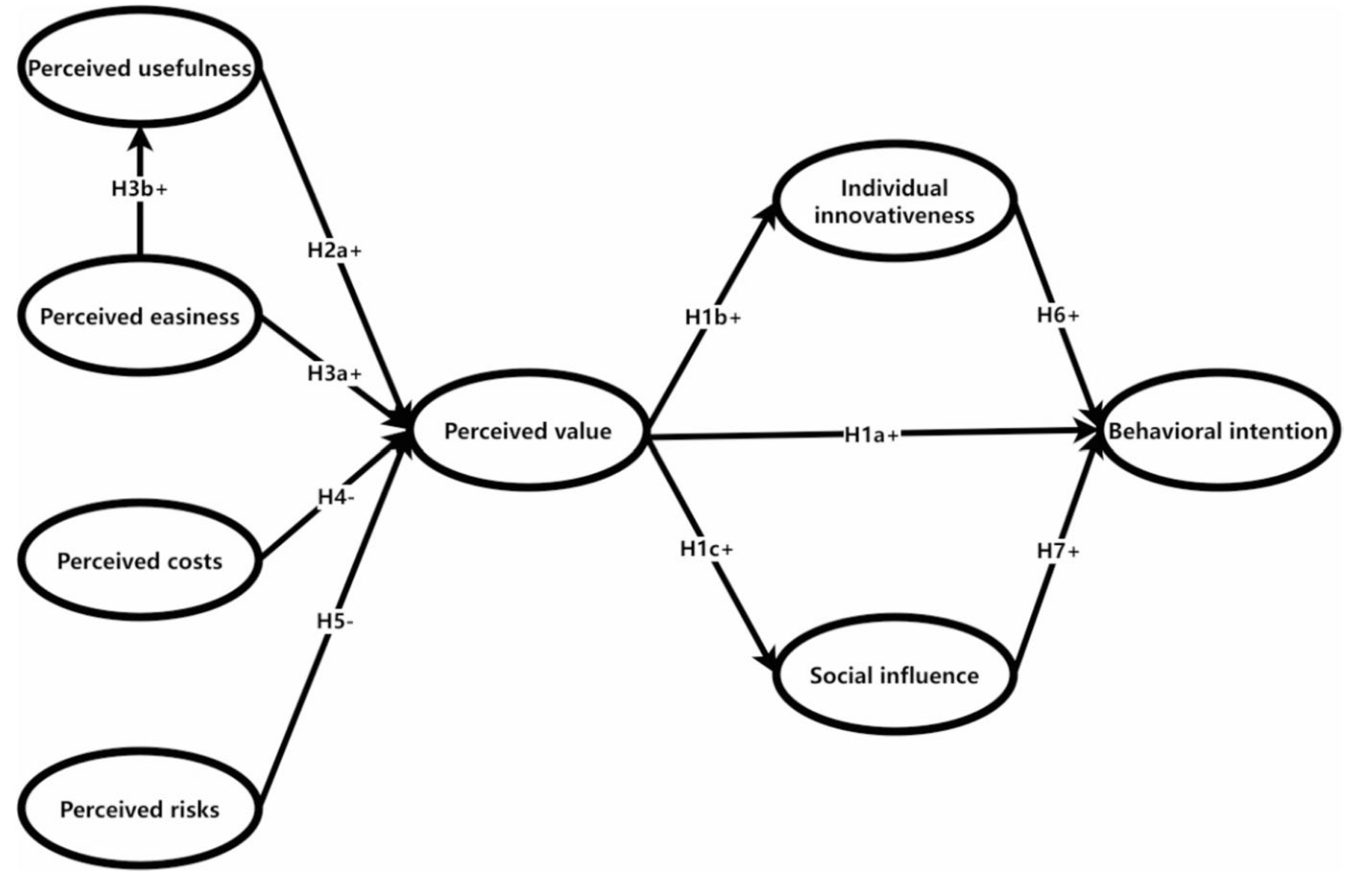 Perceived usefulness
H3b+
H2a+
Perceived easiness
H3a+
Perceived value
H4-
Perceived costs
H5-
Perceived risks
Individual
innovativeness
H1b+
H6+
H1a+
Behavioral intention
H1c+
H7+
Social influence